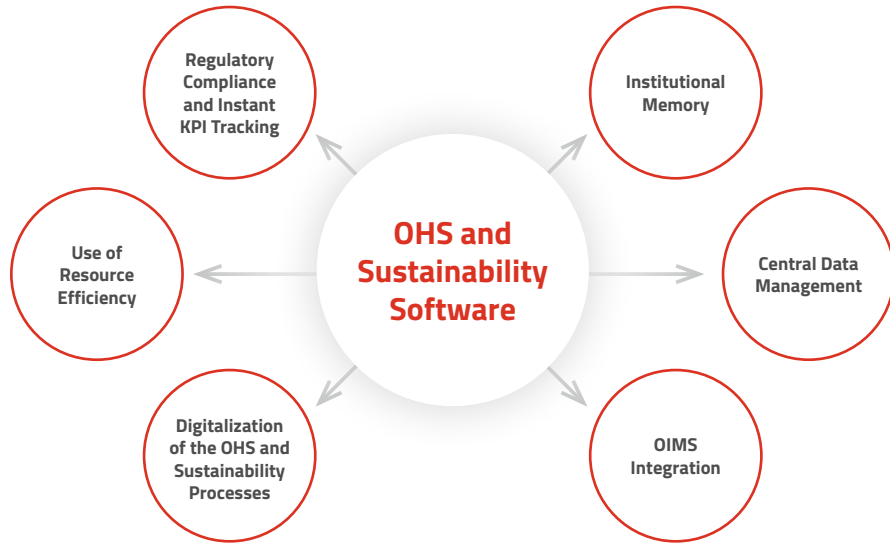 Regulatory
Compliance
and Instant
KPI Tracking
Institutional
Memory
OHS and
Sustainability
Software
Use of
Resource
Efficiency
Central Data
Management
Digitalization
of the OHS and
Sustainability
Processes
OIMS
Integration